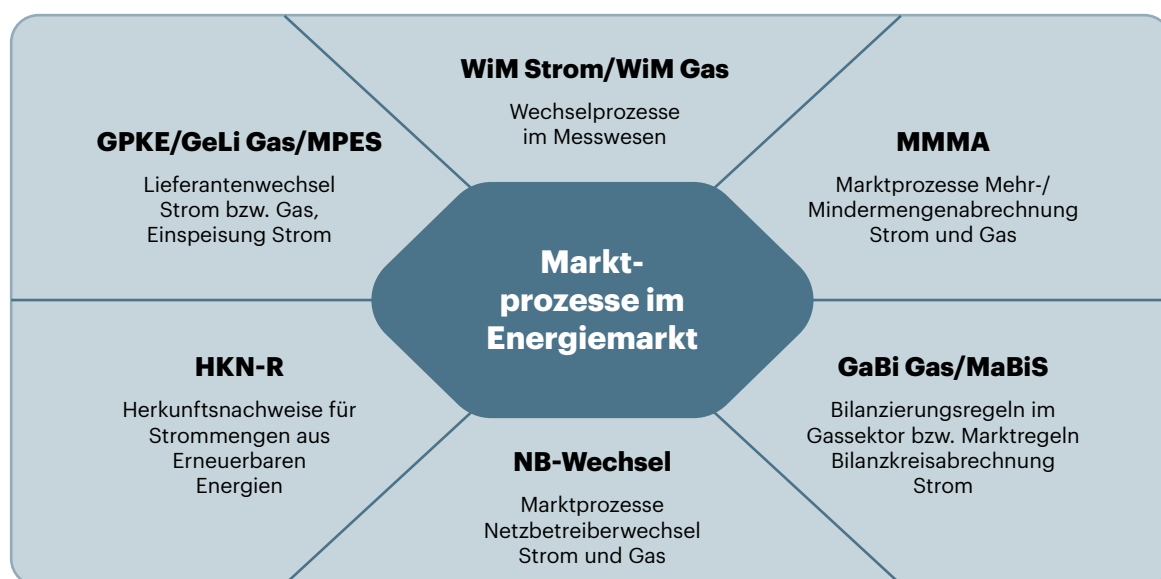 WiM Strom/WiM Gas
Wechselprozesse
im Messwesen
GPKE/GeLi Gas/MPES
Lieferantenwechsel
Strom bzw. Gas,
Einspeisung Strom
MMMA
Marktprozesse Mehr-/
Mindermengenabrechnung
Strom und Gas
Markt-
prozesse im
Energiemarkt
HKN-R
Herkunftsnachweise für
Strommengen aus
Erneuerbaren
Energien
NB-Wechsel
Marktprozesse
Netzbetreiberwechsel
Strom und Gas
GaBi Gas/MaBiS
Bilanzierungsregeln im
Gassektor bzw. Marktregeln
Bilanzkreisabrechnung
Strom